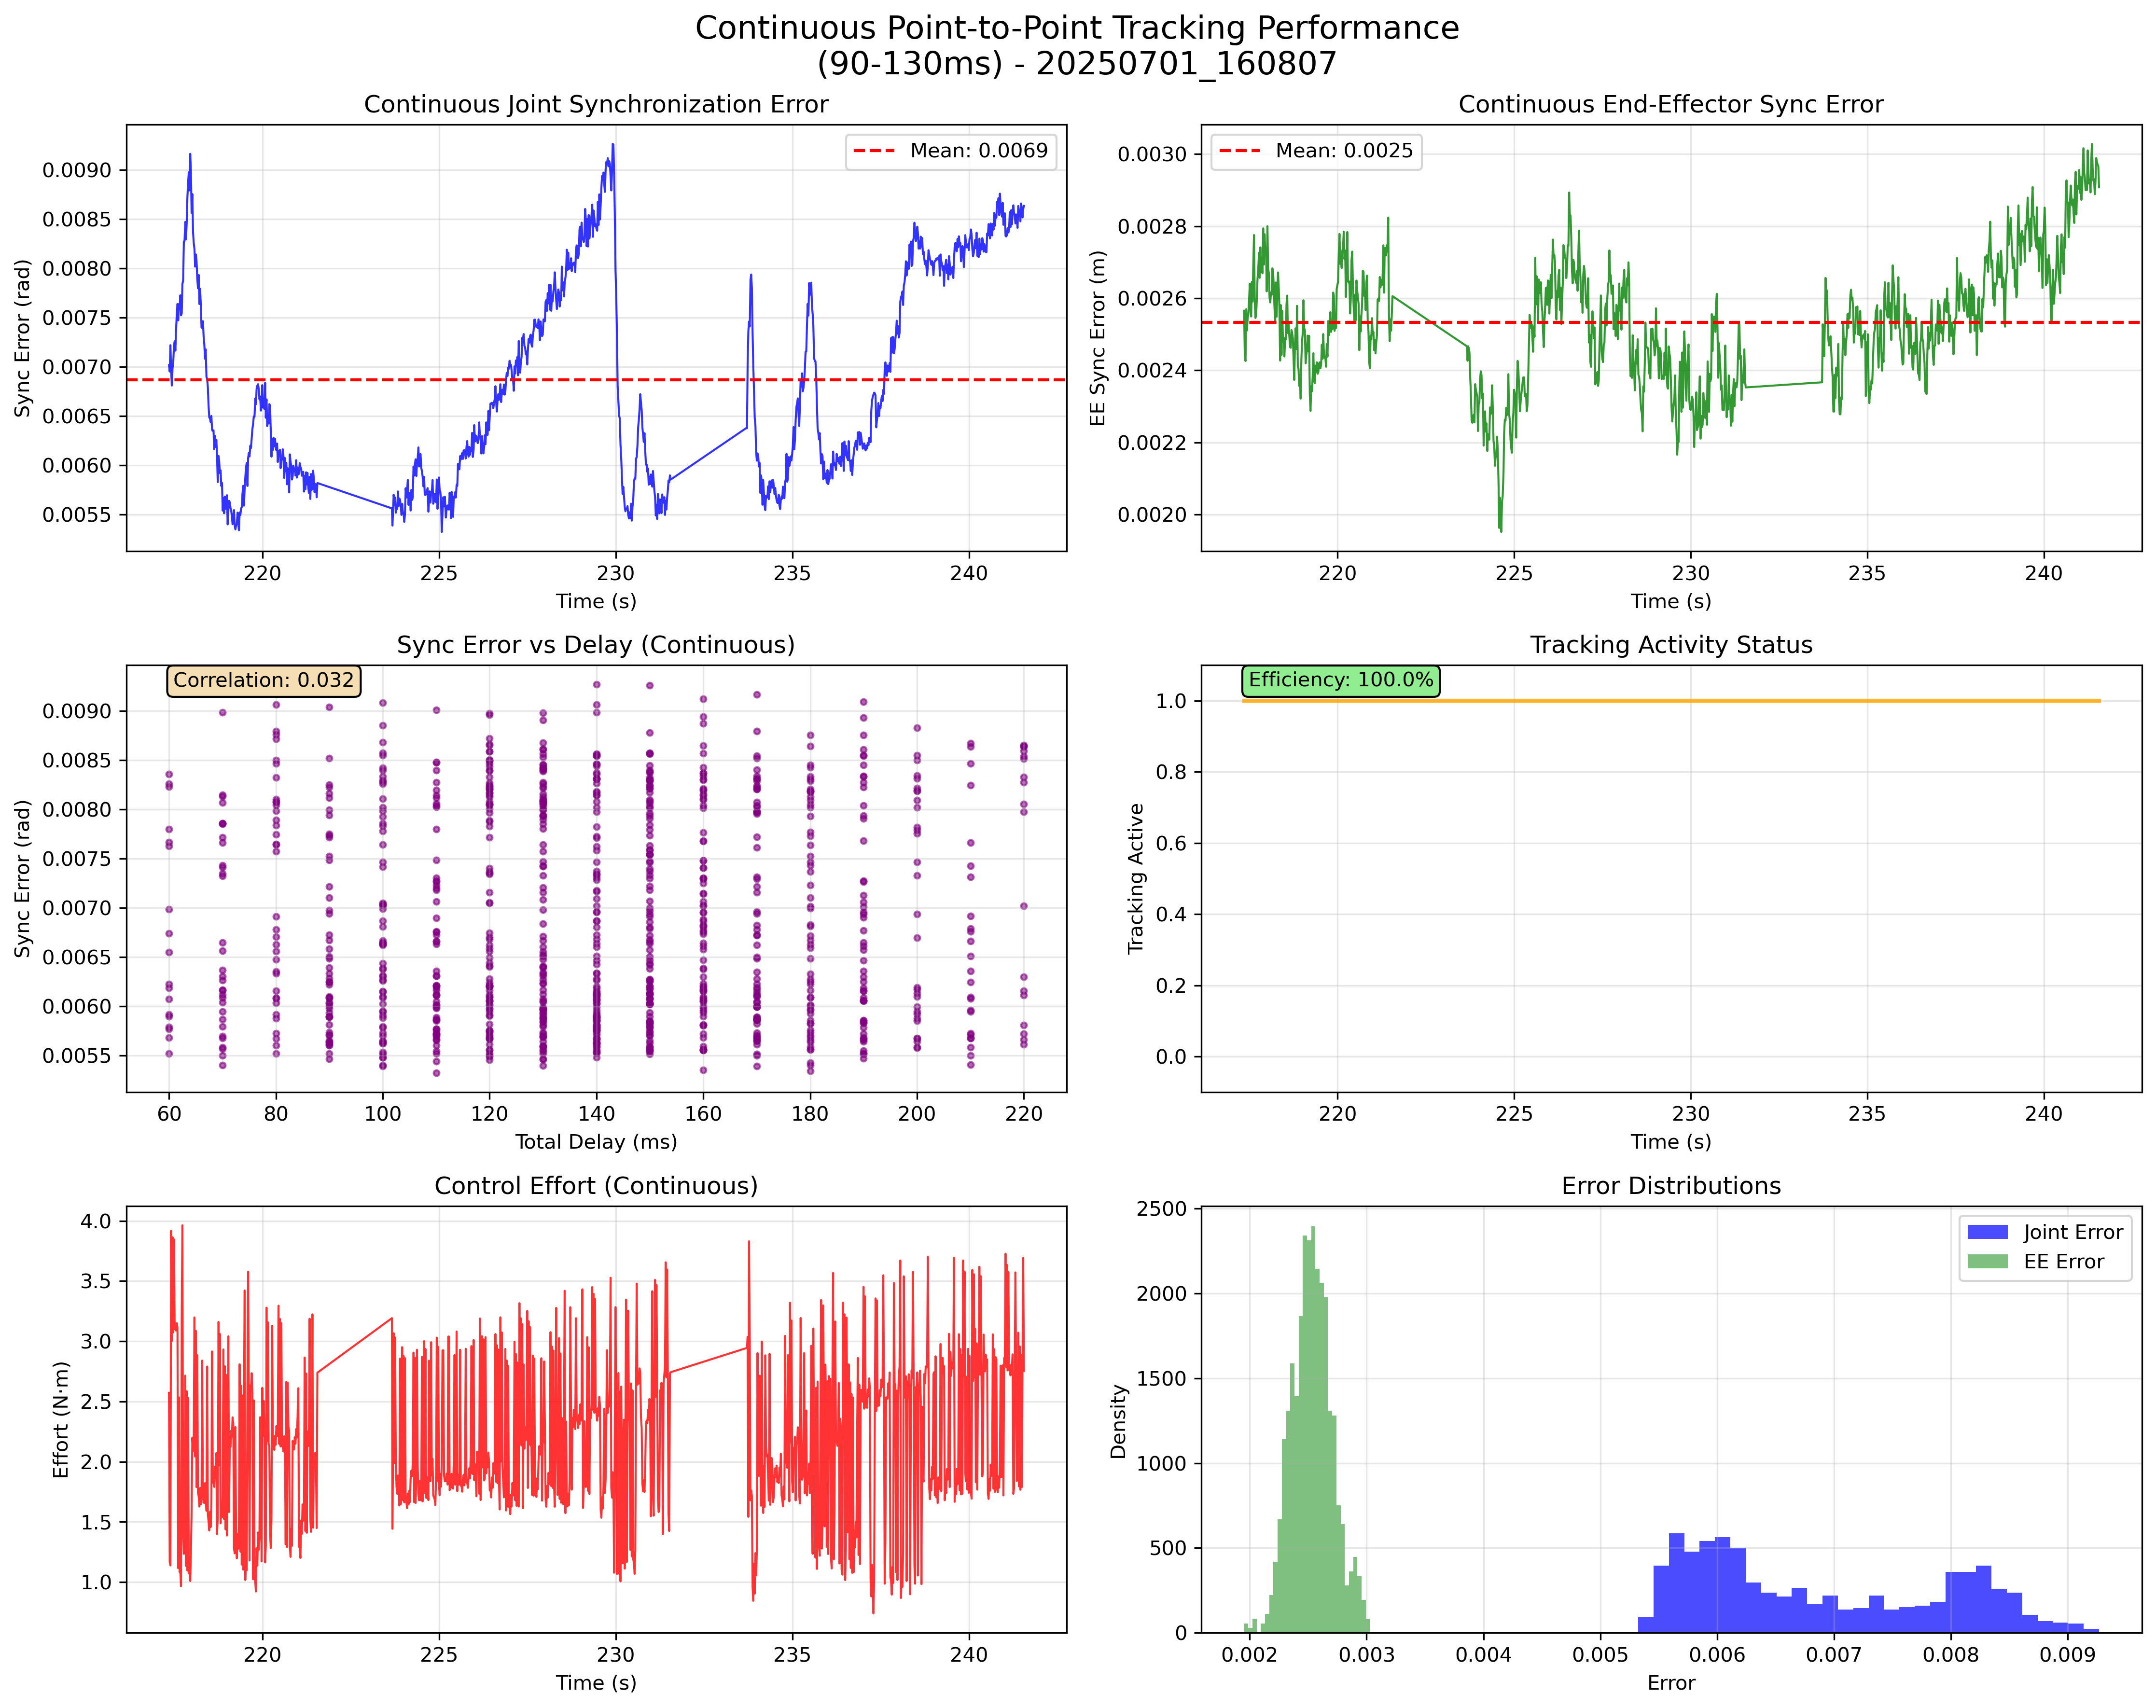 Continuous Point-to-Point Tracking Performance
(90-130ms) - 20250701_160807
Continuous Joint Synchronization Error
Mean: 0.0069
Sync Error (rad)
0.0090
0.0085
0.0080
0.0075
0.0070
0.0065
0.0060
0.0055
220 225 230 235 240
Time (s)
Continuous End-Effector Sync Error
Mean: 0.0025
EE Sync Error (m)
0.0030
0.0028
0.0026
0.0024
0.0022
0.0020
220 225 230 235 240
Time (s)
Sync Error vs Delay (Continuous)
Correlation: 0.032
Sync Error (rad)
0.0090
0.0085
0.0080
0.0075
0.0070
0.0065
0.0060
0.0055
60 80 100 120 140 160 180 200 220
Total Delay (ms)
Tracking Activity Status
Efficiency: 100.0%
Tracking Active
1.0
0.8
0.6
0.4
0.2
0.0
220 225 230 235 240
Time (s)
Control Effort (Continuous)
Effort (N·m)
4.0
3.5
3.0
2.5
2.0
1.5
1.0
220 225 230 235 240
Time (s)
Error Distributions
Joint Error
EE Error
Density
2500
2000
1500
1000
500
0
0.002 0.003 0.004 0.005 0.006 0.007 0.008 0.009
Error